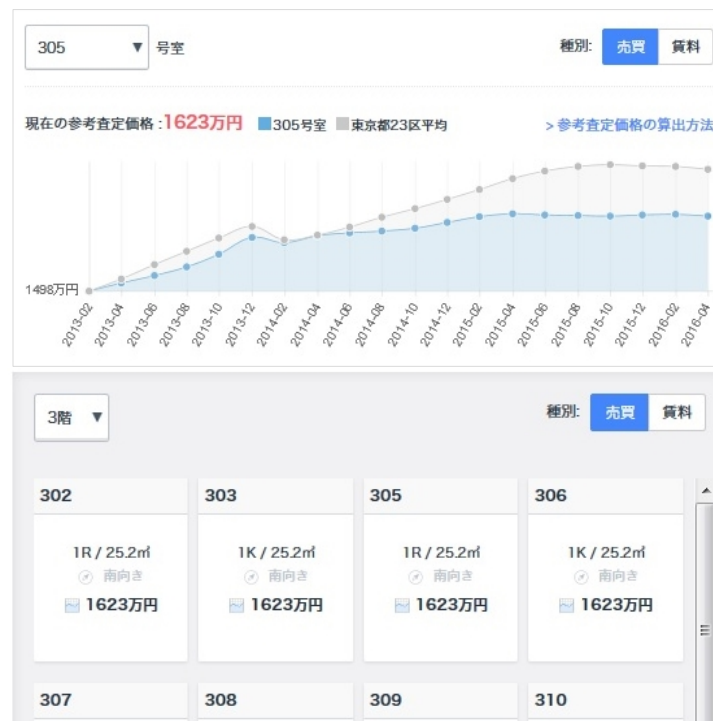 305 ▼ 号室 種別: 売買 賃料
現在の参考査定価格 :1623万円 305号室 東京都23区平均 > 参考査定価格の算出方法
1498万円
2013-02 2013-04 2013-06 2013-08 2013-10 2013-12 2014-02 2014-04 2014-06 2014-08 2014-10 2014-12 2015-02 2015-04 2015-06 2015-08 2015-10 2015-12 2016-02 2016-04
3階 ▼ 種別: 売買 賃料
302 303 305 306
1R / 25.2㎡ 1K / 25.2㎡ 1R / 25.2㎡ 1K / 25.2㎡
南向き 南向き 南向き 南向き
1623万円 1623万円 1623万円 1623万円
307 308 309 310